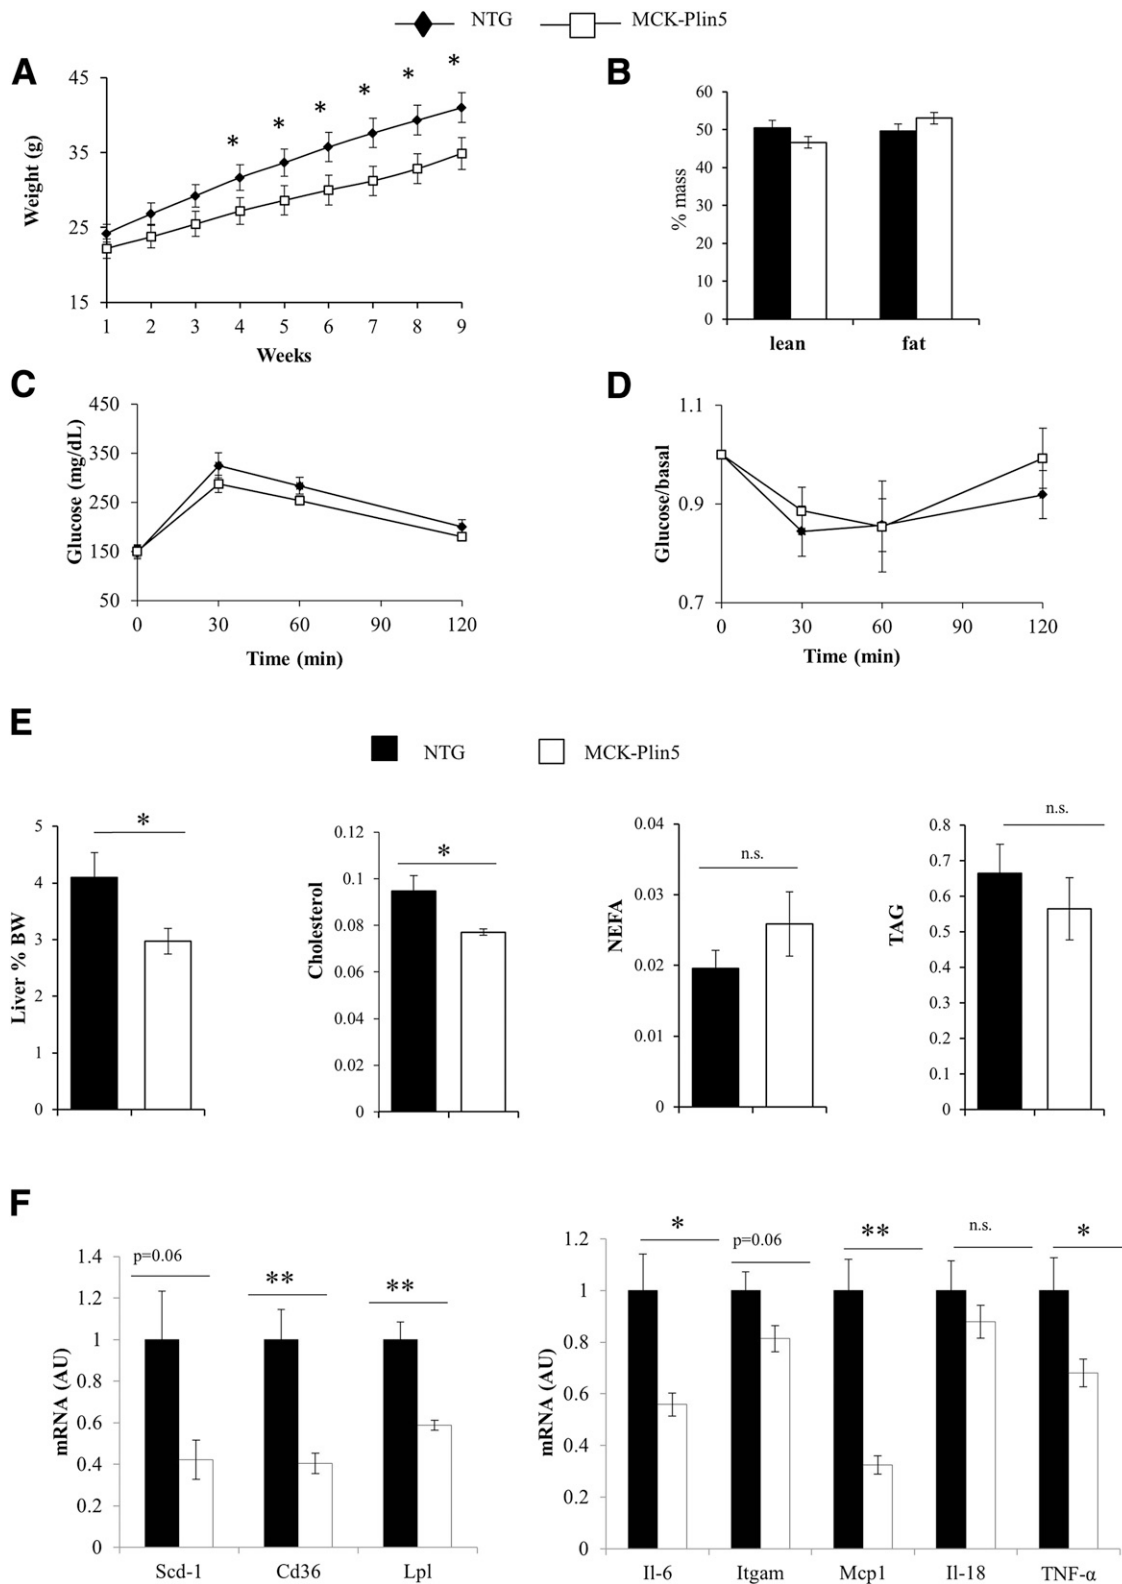 NTG MCK-Plin5
A
*
*
*
*
*
*
45
35
25
15
Weight (g)
1 2 3 4 5 6 7 8 9
Weeks
B
60
50
40
30
20
10
0
% mass
lean fat
C
450
350
250
150
50
Glucose (mg/dL)
0 30 60 90 120
Time (min)
D
1.1
0.9
0.7
Glucose/basal
0 30 60 90 120
Time (min)
E
NTG MCK-Plin5
*
5
4
3
2
1
0
Liver % BW
*
0.12
0.1
0.08
0.06
0.04
0.02
0
Cholesterol
n.s.
0.04
0.03
0.02
0.01
0
NEFA
n.s.
0.8
0.7
0.6
0.5
0.4
0.3
0.2
0.1
0
TAG
F
p=0.06 ** **
1.4
1.2
1
0.8
0.6
0.4
0.2
0
mRNA (AU)
Scd-1 Cd36 Lpl
* p=0.06 ** n.s. *
1.2
1
0.8
0.6
0.4
0.2
0
mRNA (AU)
Il-6 Itgam Mcp1 Il-18 TNF-α